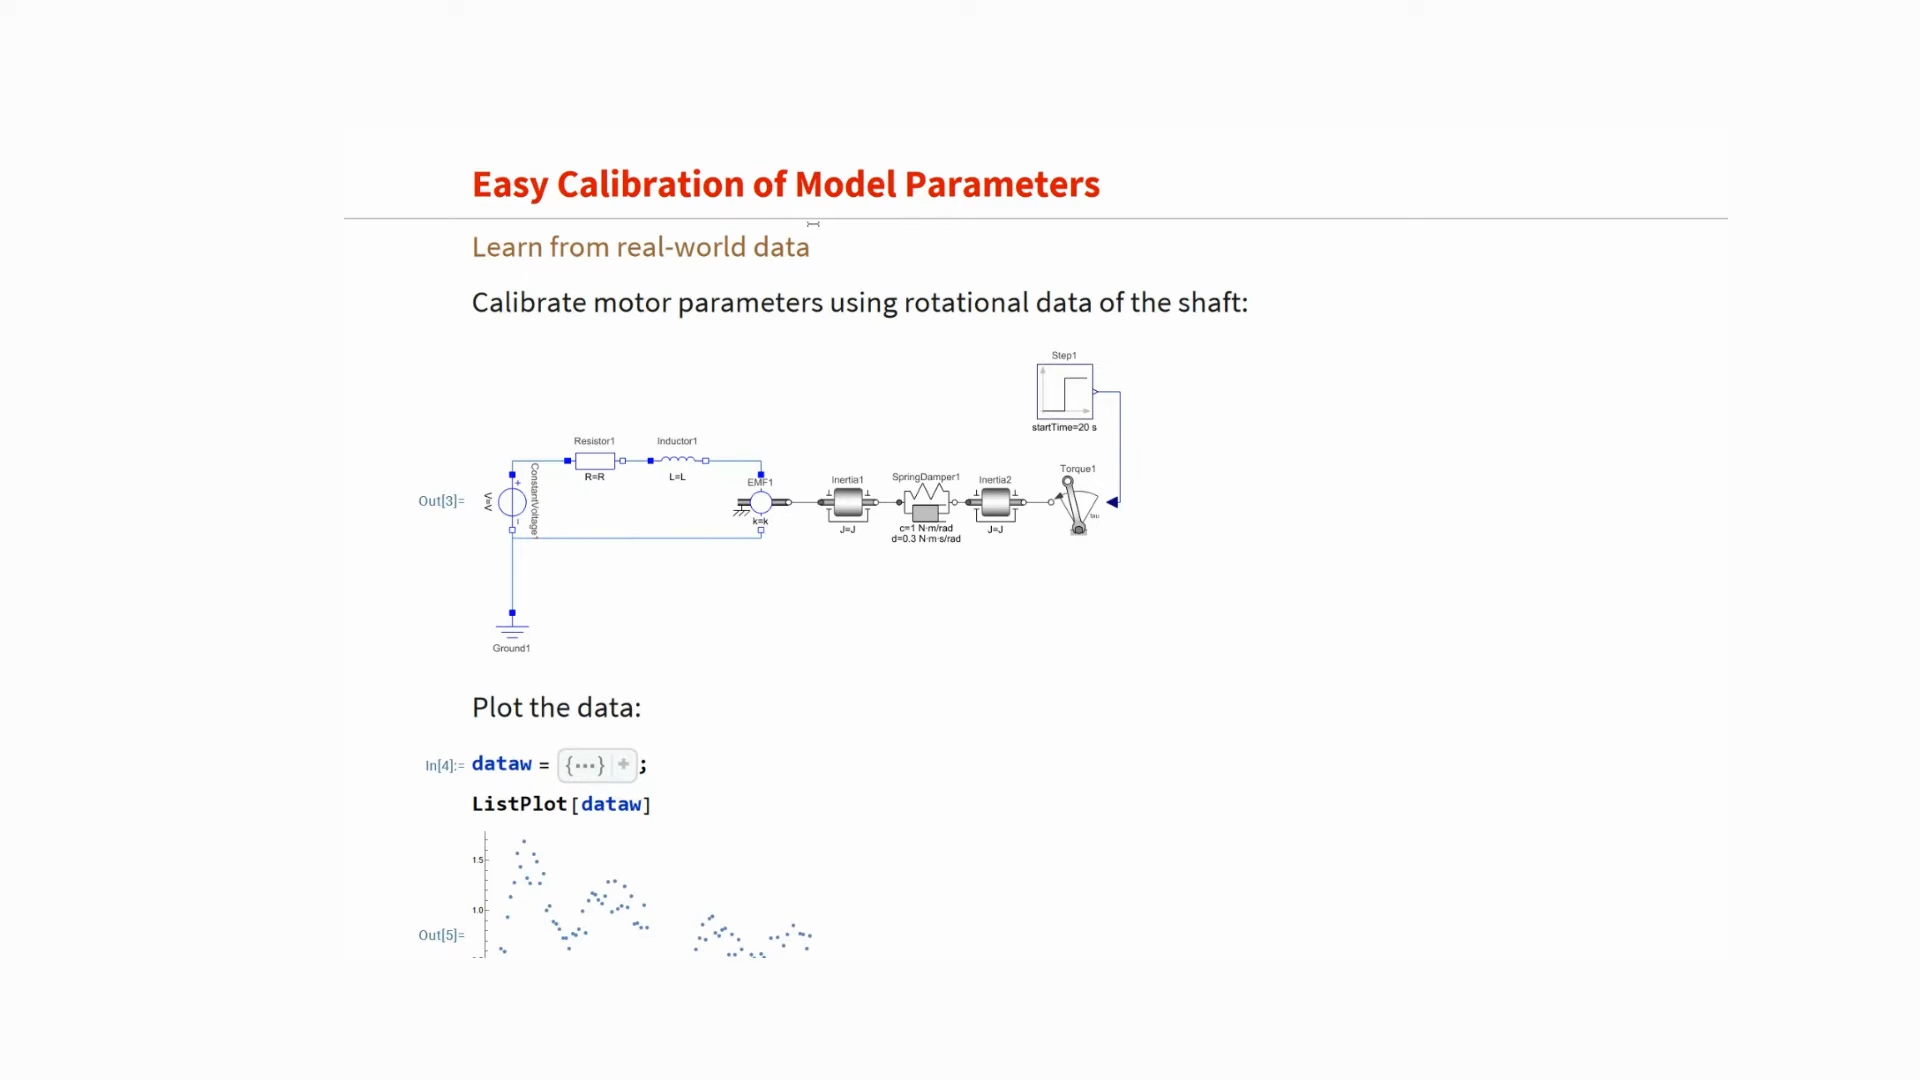 Easy Calibration of Model Parameters
Learn from real-world data
Calibrate motor parameters using rotational data of the shaft:
Step1
startTime=20 s
Resistor1
R=R
Inductor1
L=L
Out[3]=
V=V
+
−
ConstantVoltage1
EMF1
k=k
Inertia1
J=J
SpringDamper1
c=1 N·m/rad
d=0.3 N·m·s/rad
Inertia2
J=J
Torque1
tau
Ground1
Plot the data:
In[4]:= dataw = {...} + ;
ListPlot[dataw]
1.5
1.0
Out[5]=